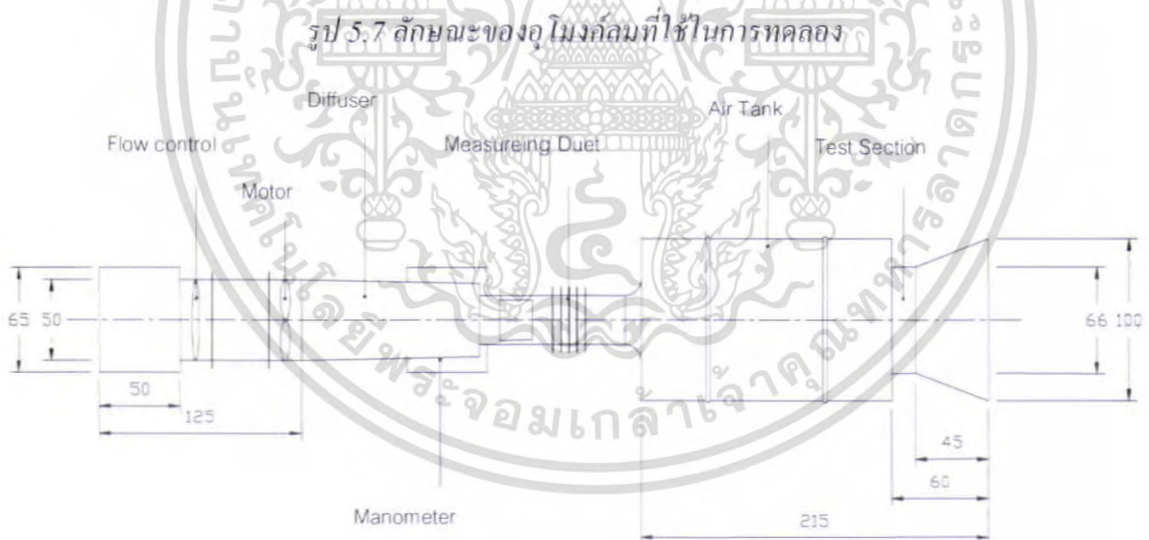 รูป 5.7 ลักษณะของอุโมงค์ลมที่ใช้ในการทดลอง
Diffuser
Air Tank
Flow control
Measureing Duet
Test Section
Motor
65
50
66
100
50
125
45
60
Manometer
215